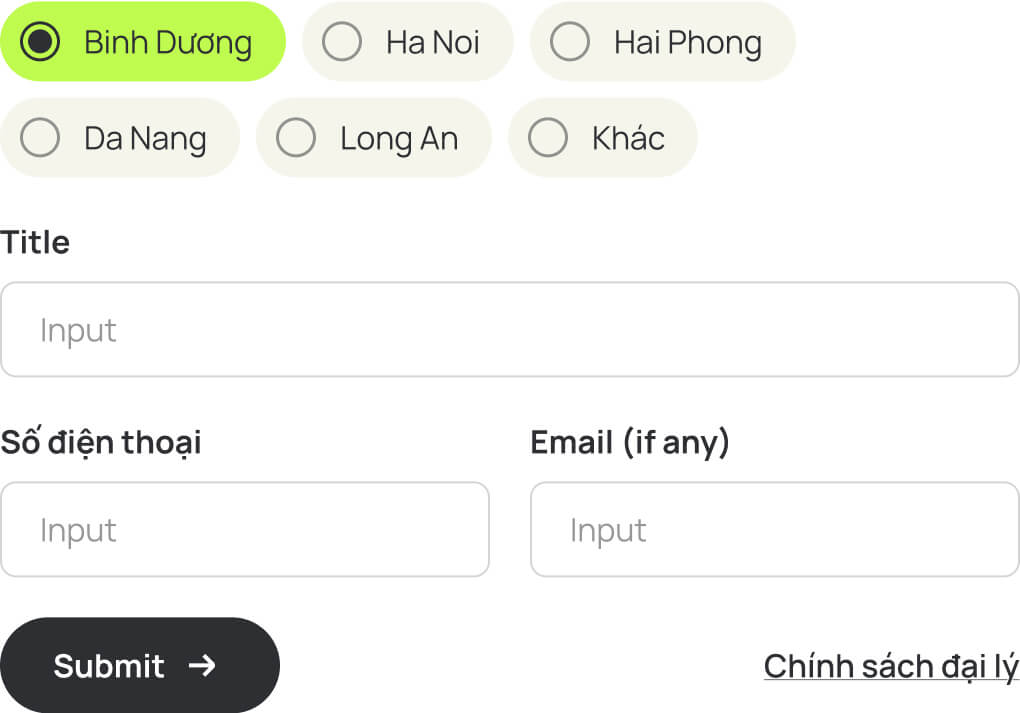 Binh Dương Ha Noi Hai Phong
Da Nang Long An Khác
Title
Input
Số điện thoại Email (if any)
Input Input
Submit → Chính sách đại lý